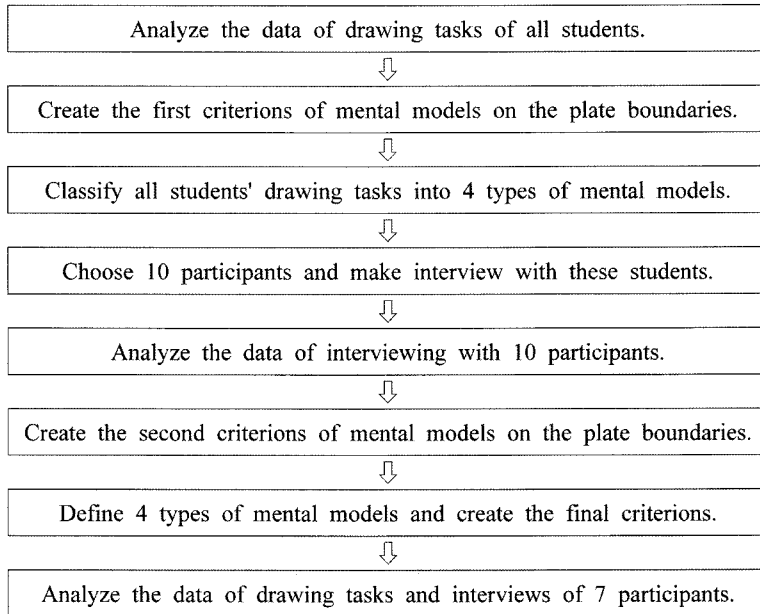 Analyze the data of drawing tasks of all students.
Create the first criterions of mental models on the plate boundaries.
Classify all students' drawing tasks into 4 types of mental models.
Choose 10 participants and make interview with these students.
Analyze the data of interviewing with 10 participants.
Create the second criterions of mental models on the plate boundaries.
Define 4 types of mental models and create the final criterions.
Analyze the data of drawing tasks and interviews of 7 participants.